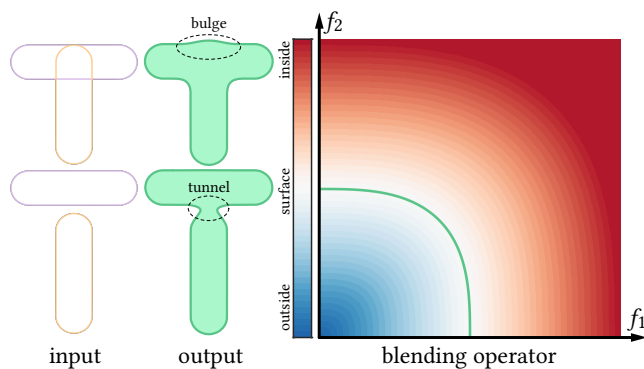 bulge
tunnel
input
output
inside
surface
outside
f2
f1
blending operator